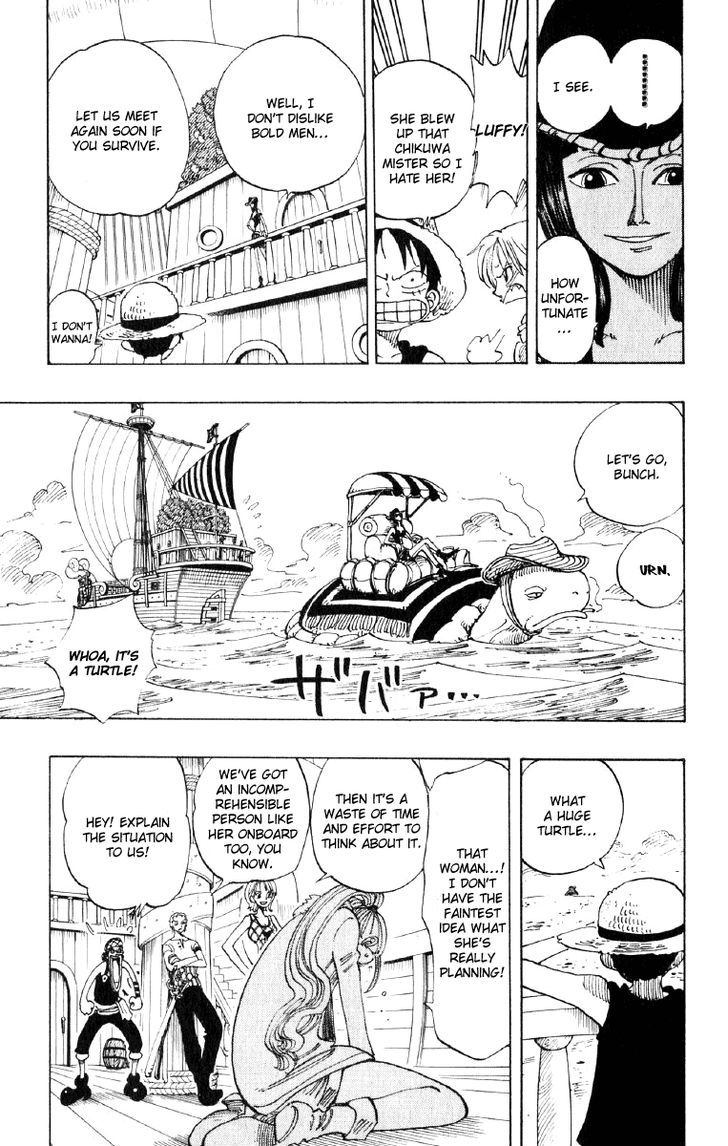 ..........
I SEE.
HOW
UNFOR-
TUNATE
...
LUFFY!
SHE BLEW
UP THAT
CHIKUWA
MISTER SO I
HATE HER!
WELL, I
DON'T DISLIKE
BOLD MEN...
LET US MEET
AGAIN SOON IF
YOU SURVIVE.
I DON'T
WANNA!
LET'S GO,
BUNCH.
URN.
WHOA, IT'S
A TURTLE!
ザバァ...
WHAT
A HUGE
TURTLE...
THAT
WOMAN...!
I DON'T
HAVE THE
FAINTEST
IDEA WHAT
SHE'S
REALLY
PLANNING!
THEN IT'S A
WASTE OF TIME
AND EFFORT TO
THINK ABOUT IT.
WE'VE GOT
AN INCOMP-
REHENSIBLE
PERSON LIKE
HER ONBOARD
TOO, YOU
KNOW.
HEY! EXPLAIN
THE SITUATION
TO US!